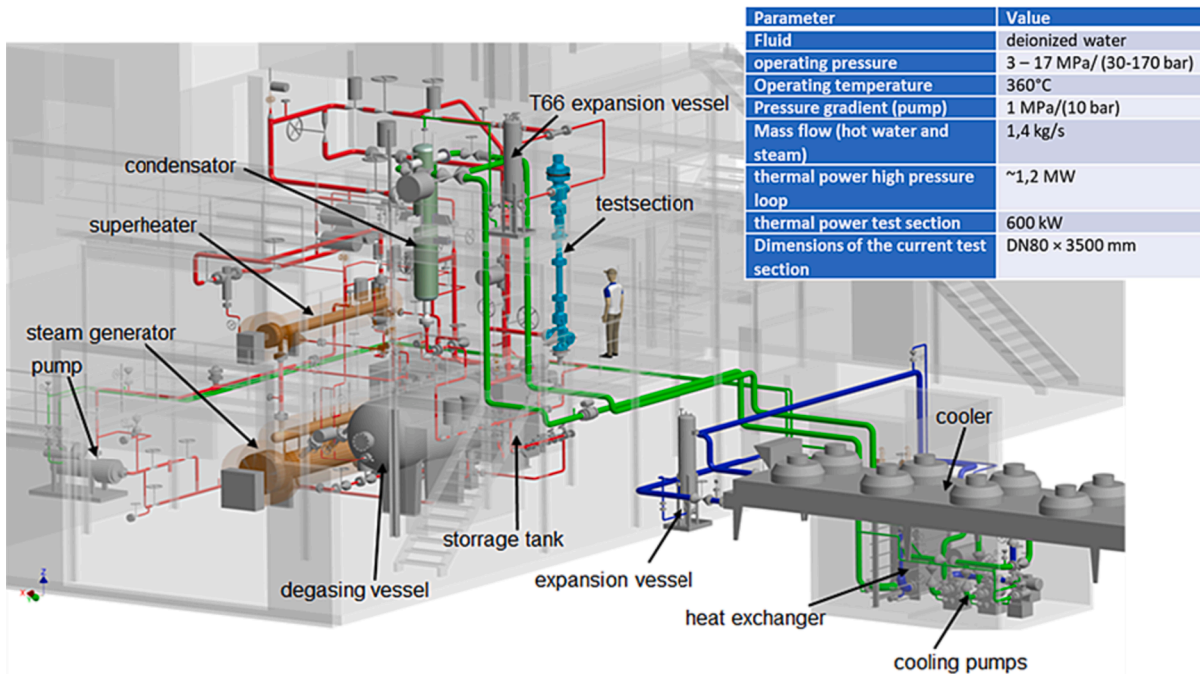 Parameter Value
Fluid deionized water
operating pressure 3 – 17 MPa/ (30-170 bar)
Operating temperature 360°C
Pressure gradient (pump) 1 MPa/(10 bar)
Mass flow (hot water and 1,4 kg/s
steam)
thermal power high pressure ~1,2 MW
loop
thermal power test section 600 kW
Dimensions of the current test DN80 × 3500 mm
section
T66 expansion vessel
condensator
testsection
superheater
steam generator
pump
cooler
storrage tank
degasing vessel
expansion vessel
heat exchanger
cooling pumps
z
x